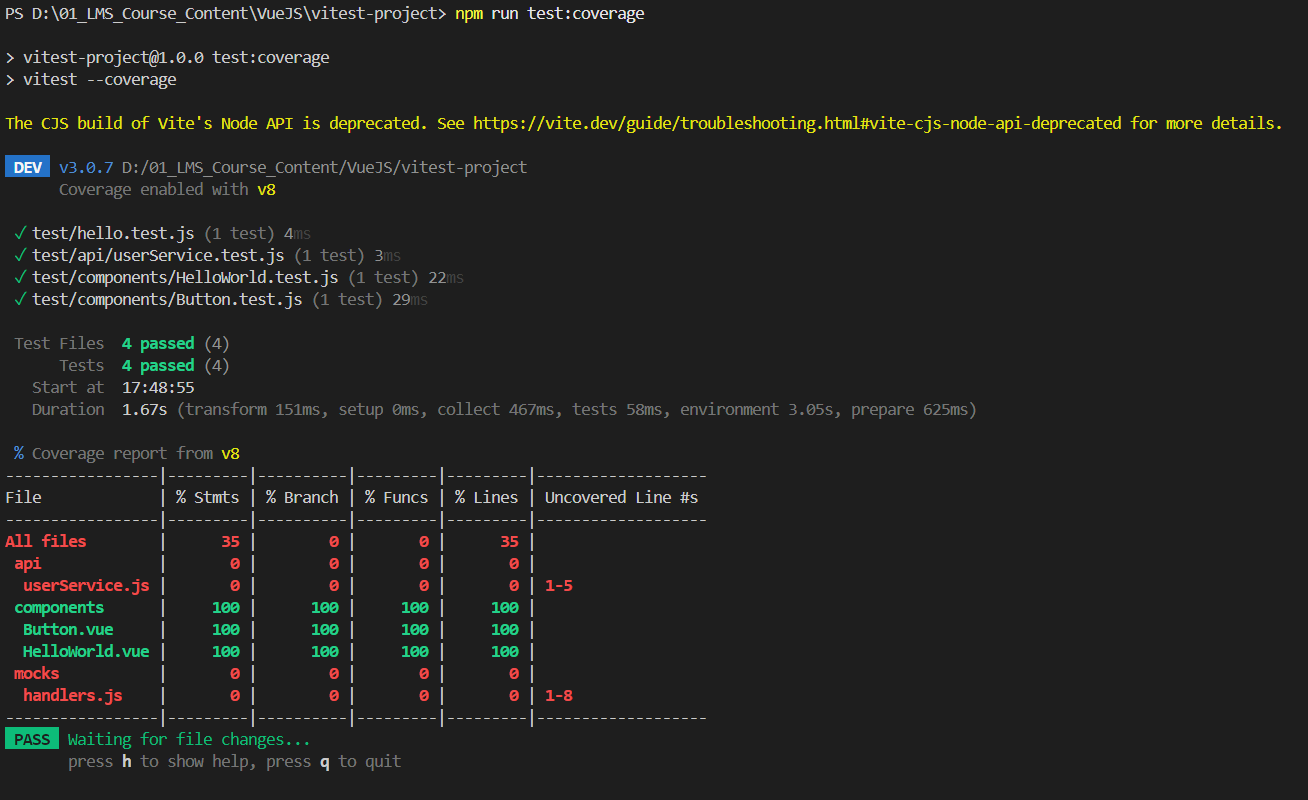 PS D:\01_LMS_Course_Content\VueJS\vitest-project> npm run test:coverage
> vitest-project@1.0.0 test:coverage
> vitest --coverage
The CJS build of Vite's Node API is deprecated. See https://vite.dev/guide/troubleshooting.html#vite-cjs-node-api-deprecated for more details.
DEV v3.0.7 D:/01_LMS_Course_Content/VueJS/vitest-project
Coverage enabled with v8
✓ test/hello.test.js (1 test) 4ms
✓ test/api/userService.test.js (1 test) 3ms
✓ test/components/HelloWorld.test.js (1 test) 22ms
✓ test/components/Button.test.js (1 test) 29ms
Test Files 4 passed (4)
Tests 4 passed (4)
Start at 17:48:55
Duration 1.67s (transform 151ms, setup 0ms, collect 467ms, tests 58ms, environment 3.05s, prepare 625ms)
% Coverage report from v8
-----------------|---------|----------|---------|---------|-------------------
File | % Stmts | % Branch | % Funcs | % Lines | Uncovered Line #s
-----------------|---------|----------|---------|---------|-------------------
All files | 35 | 0 | 0 | 35 |
api | 0 | 0 | 0 | 0 |
userService.js | 0 | 0 | 0 | 0 | 1-5
components | 100 | 100 | 100 | 100 |
Button.vue | 100 | 100 | 100 | 100 |
HelloWorld.vue | 100 | 100 | 100 | 100 |
mocks | 0 | 0 | 0 | 0 |
handlers.js | 0 | 0 | 0 | 0 | 1-8
-----------------|---------|----------|---------|---------|-------------------
PASS Waiting for file changes...
press h to show help, press q to quit